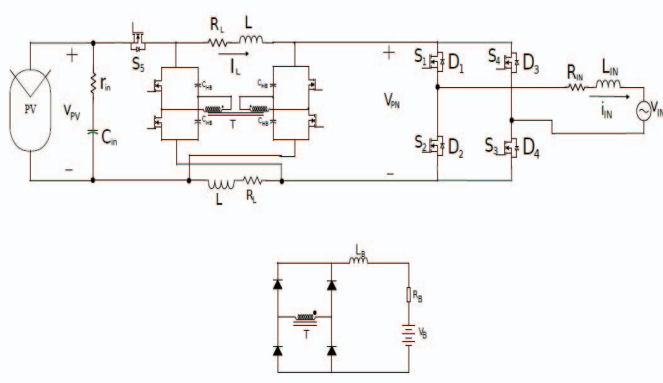 R_L L
S_5 I_L
PV
+
V_PV
-
r_in
C_in
C_HB C_HB
C_HB C_HB
T
L R_L
+
V_PN
-
S_1 D_1 S_4 D_3
S_2 D_2 S_3 D_4
R_IN L_IN
i_IN
V_IN
L_B
R_B
T
V_B